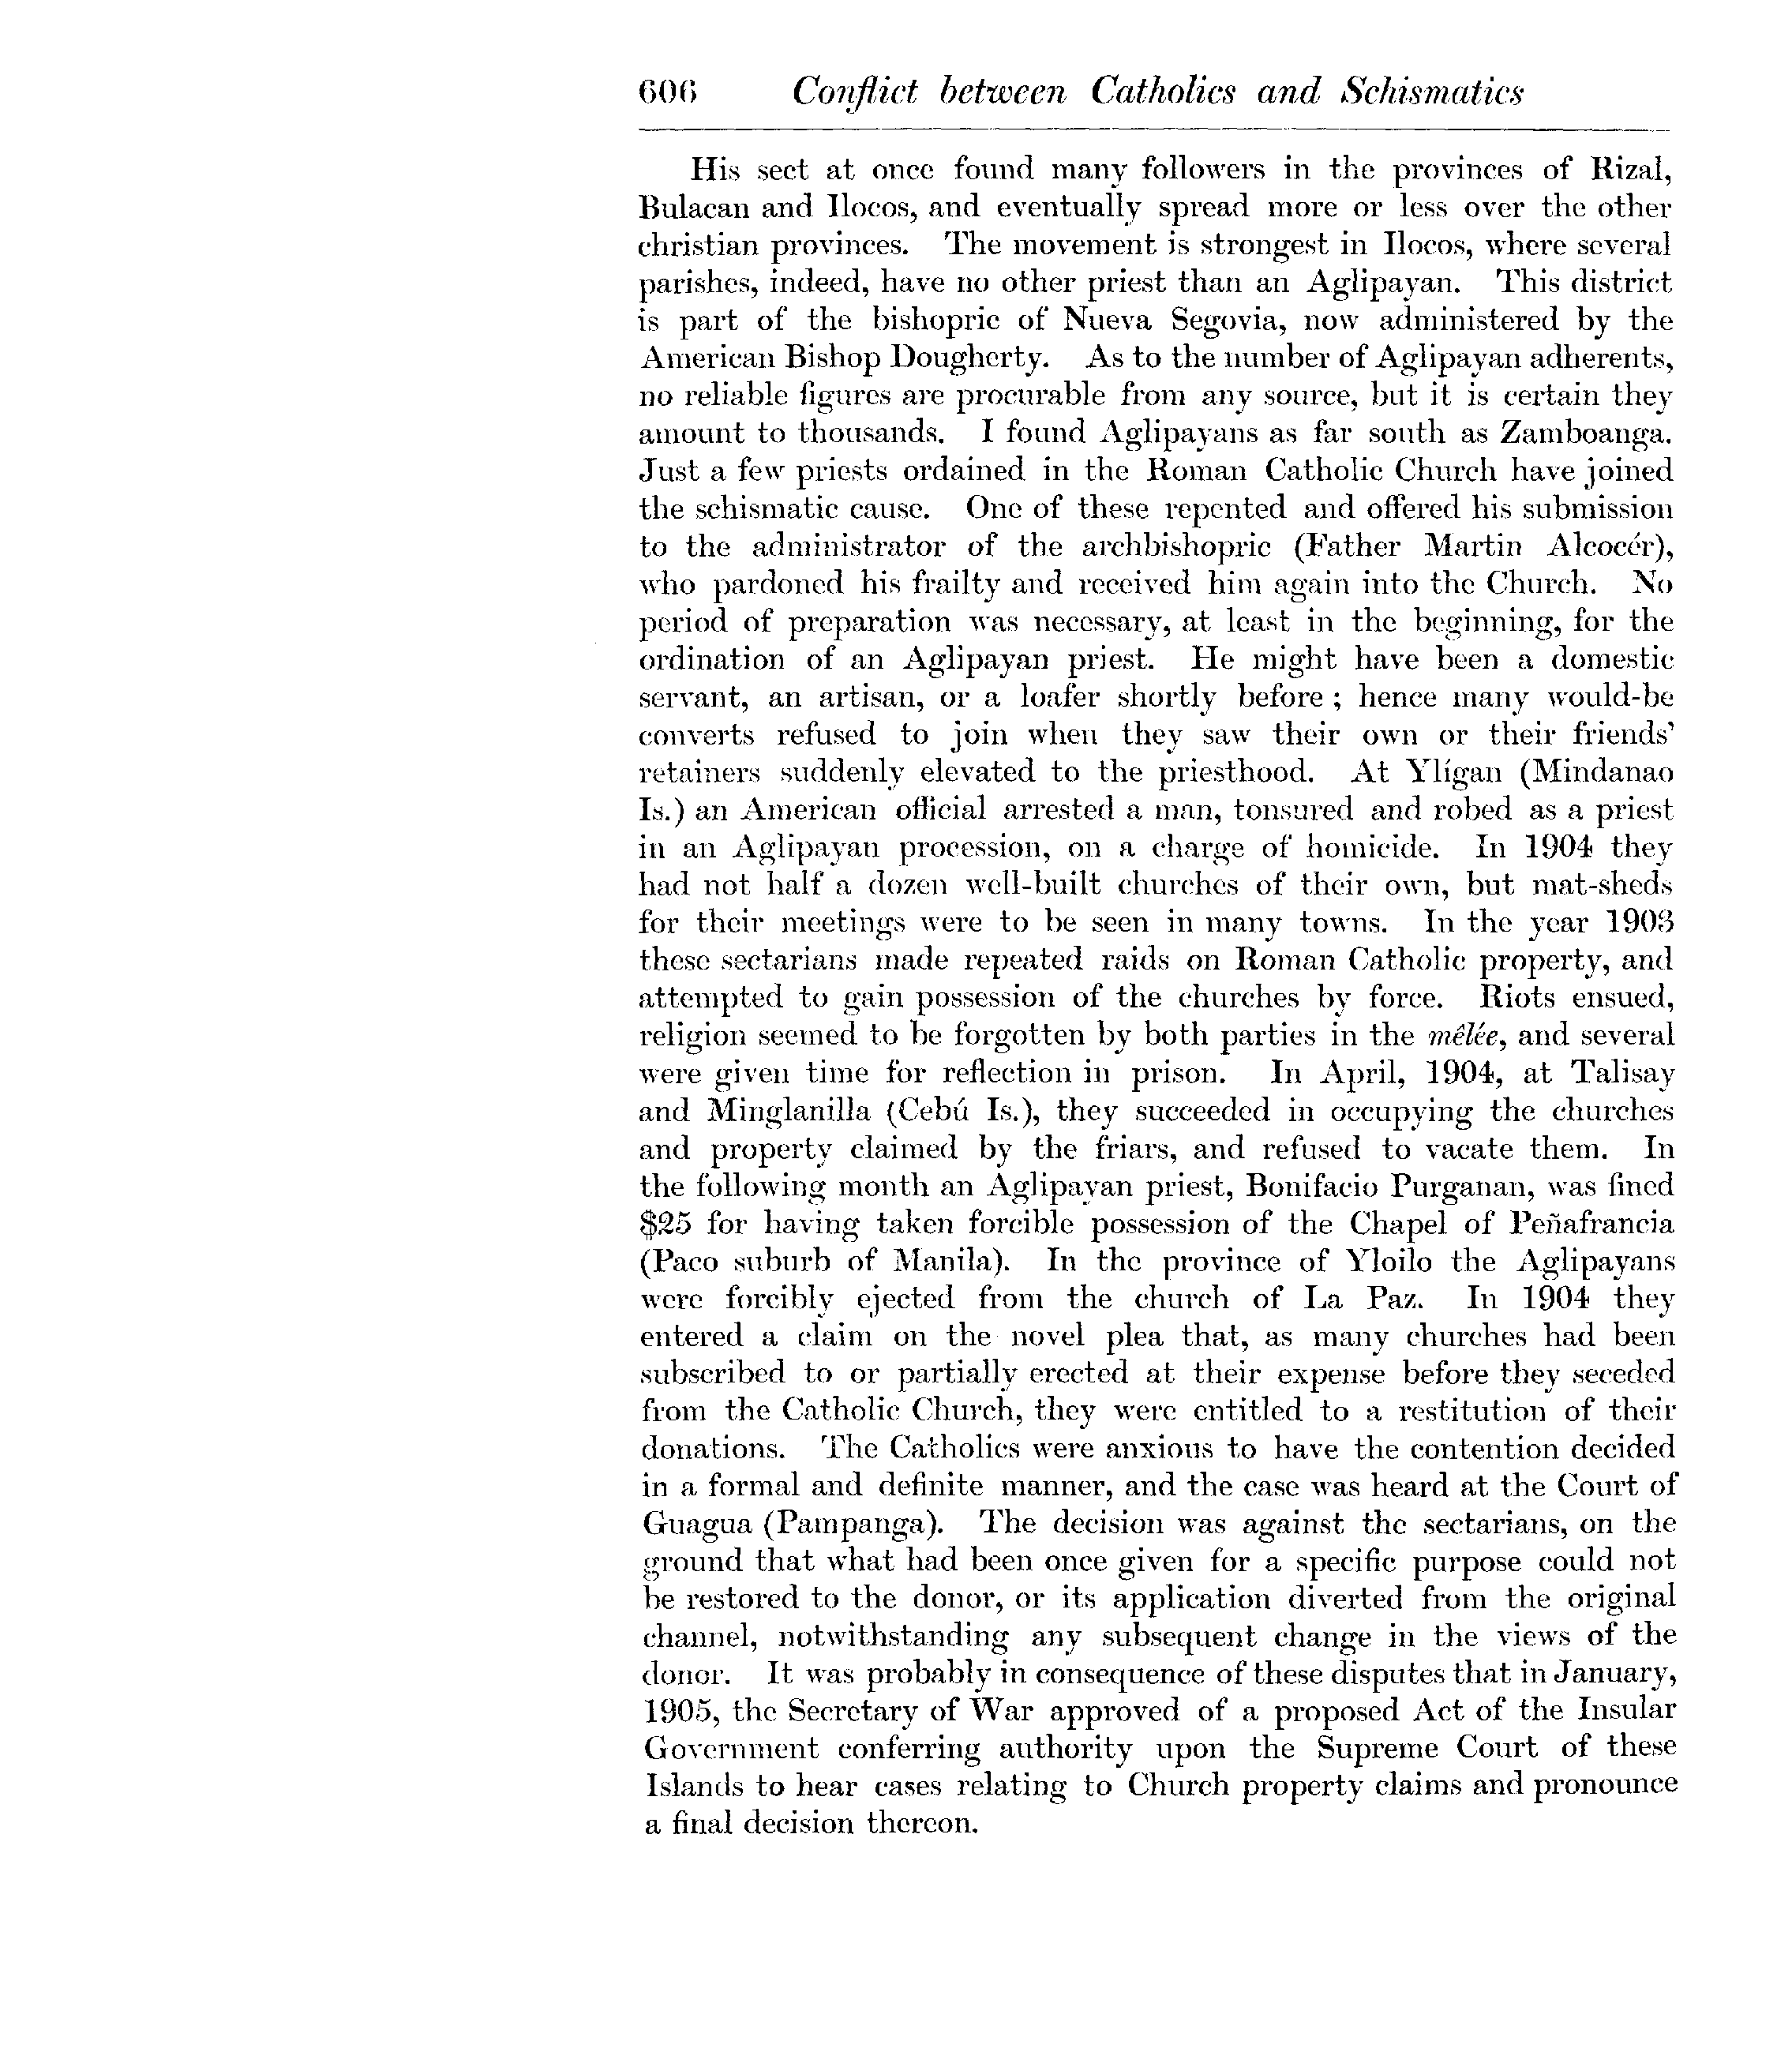 606 Conflict between Catholics and Schismatics
His sect at once found many followers in the provinces of Rizal,
Bulacan and Ilocos, and eventually spread more or less over the other
christian provinces. The movement is strongest in Ilocos, where several
parishes, indeed, have no other priest than an Aglipayan. This district
is part of the bishopric of Nueva Segovia, now administered by the
American Bishop Dougherty. As to the number of Aglipayan adherents,
no reliable figures are procurable from any source, but it is certain they
amount to thousands. I found Aglipayans as far south as Zamboanga.
Just a few priests ordained in the Roman Catholic Church have joined
the schismatic cause. One of these repented and offered his submission
to the administrator of the archbishopric (Father Martin Alcocér),
who pardoned his frailty and received him again into the Church. No
period of preparation was necessary, at least in the beginning, for the
ordination of an Aglipayan priest. He might have been a domestic
servant, an artisan, or a loafer shortly before ; hence many would-be
converts refused to join when they saw their own or their friends'
retainers suddenly elevated to the priesthood. At Ylígan (Mindanao
Is.) an American official arrested a man, tonsured and robed as a priest
in an Aglipayan procession, on a charge of homicide. In 1904 they
had not half a dozen well-built churches of their own, but mat-sheds
for their meetings were to be seen in many towns. In the year 1903
these sectarians made repeated raids on Roman Catholic property, and
attempted to gain possession of the churches by force. Riots ensued,
religion seemed to be forgotten by both parties in the mêlée, and several
were given time for reflection in prison. In April, 1904, at Talisay
and Minglanilla (Cebú Is.), they succeeded in occupying the churches
and property claimed by the friars, and refused to vacate them. In
the following month an Aglipayan priest, Bonifacio Purganan, was fined
$25 for having taken forcible possession of the Chapel of Peñafrancia
(Paco suburb of Manila). In the province of Yloilo the Aglipayans
were forcibly ejected from the church of La Paz. In 1904 they
entered a claim on the novel plea that, as many churches had been
subscribed to or partially erected at their expense before they seceded
from the Catholic Church, they were entitled to a restitution of their
donations. The Catholics were anxious to have the contention decided
in a formal and definite manner, and the case was heard at the Court of
Guagua (Pampanga). The decision was against the sectarians, on the
ground that what had been once given for a specific purpose could not
be restored to the donor, or its application diverted from the original
channel, notwithstanding any subsequent change in the views of the
donor. It was probably in consequence of these disputes that in January,
1905, the Secretary of War approved of a proposed Act of the Insular
Government conferring authority upon the Supreme Court of these
Islands to hear cases relating to Church property claims and pronounce
a final decision thereon.